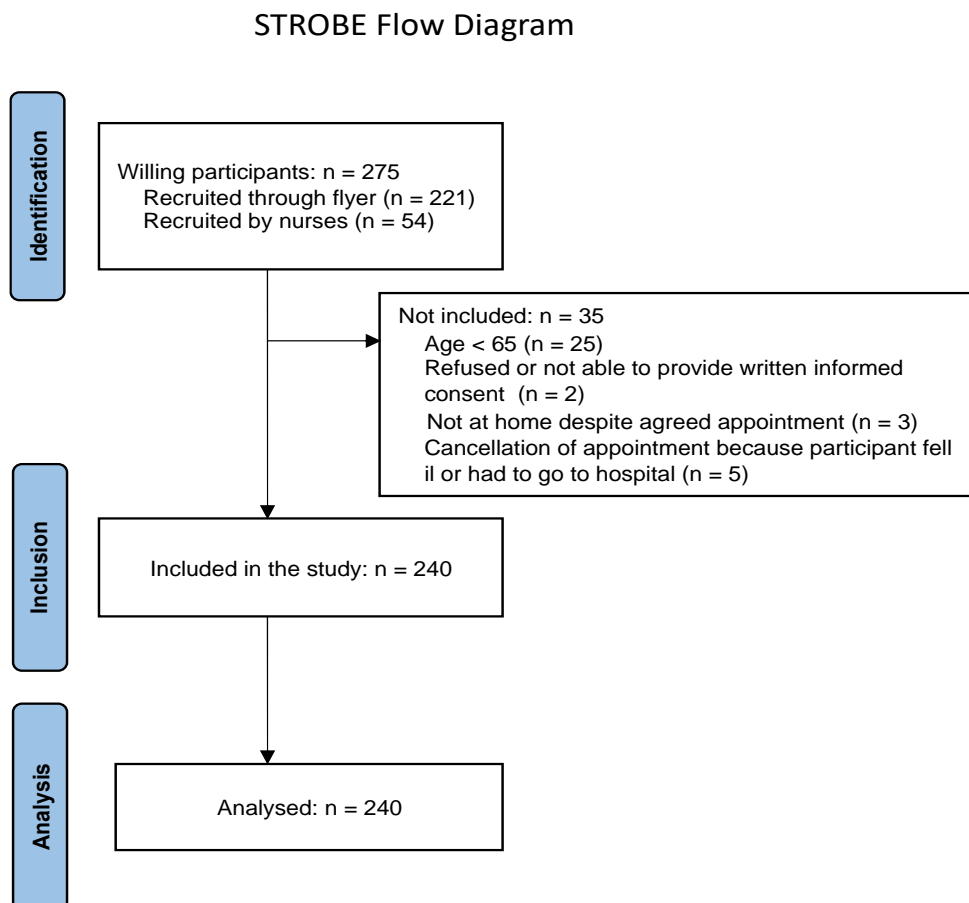 STROBE Flow Diagram
Identification
Willing participants: n = 275
Recruited through flyer (n = 221)
Recruited by nurses (n = 54)
Not included: n = 35
Age < 65 (n = 25)
Refused or not able to provide written informed
consent (n = 2)
Not at home despite agreed appointment (n = 3)
Cancellation of appointment because participant fell
il or had to go to hospital (n = 5)
Inclusion
Included in the study: n = 240
Analysis
Analysed: n = 240